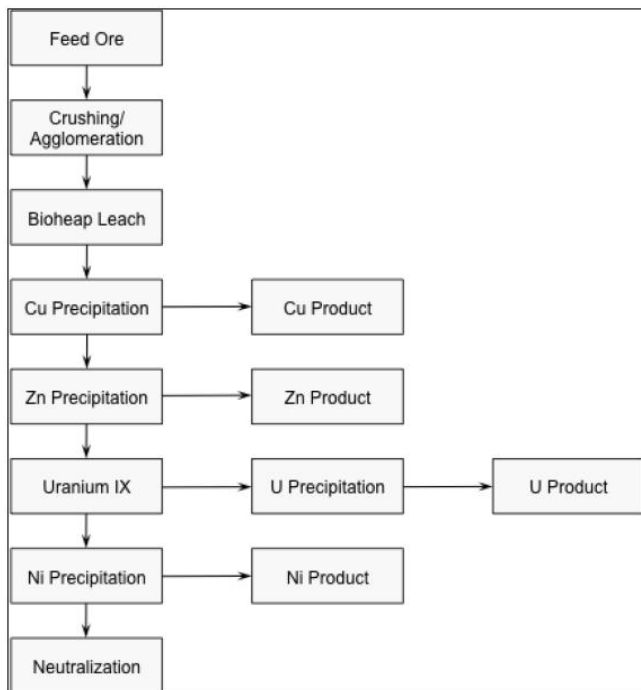 Feed Ore
Crushing/
Agglomeration
Bioheap Leach
Cu Precipitation
Cu Product
Zn Precipitation
Zn Product
Uranium IX
U Precipitation
U Product
Ni Precipitation
Ni Product
Neutralization